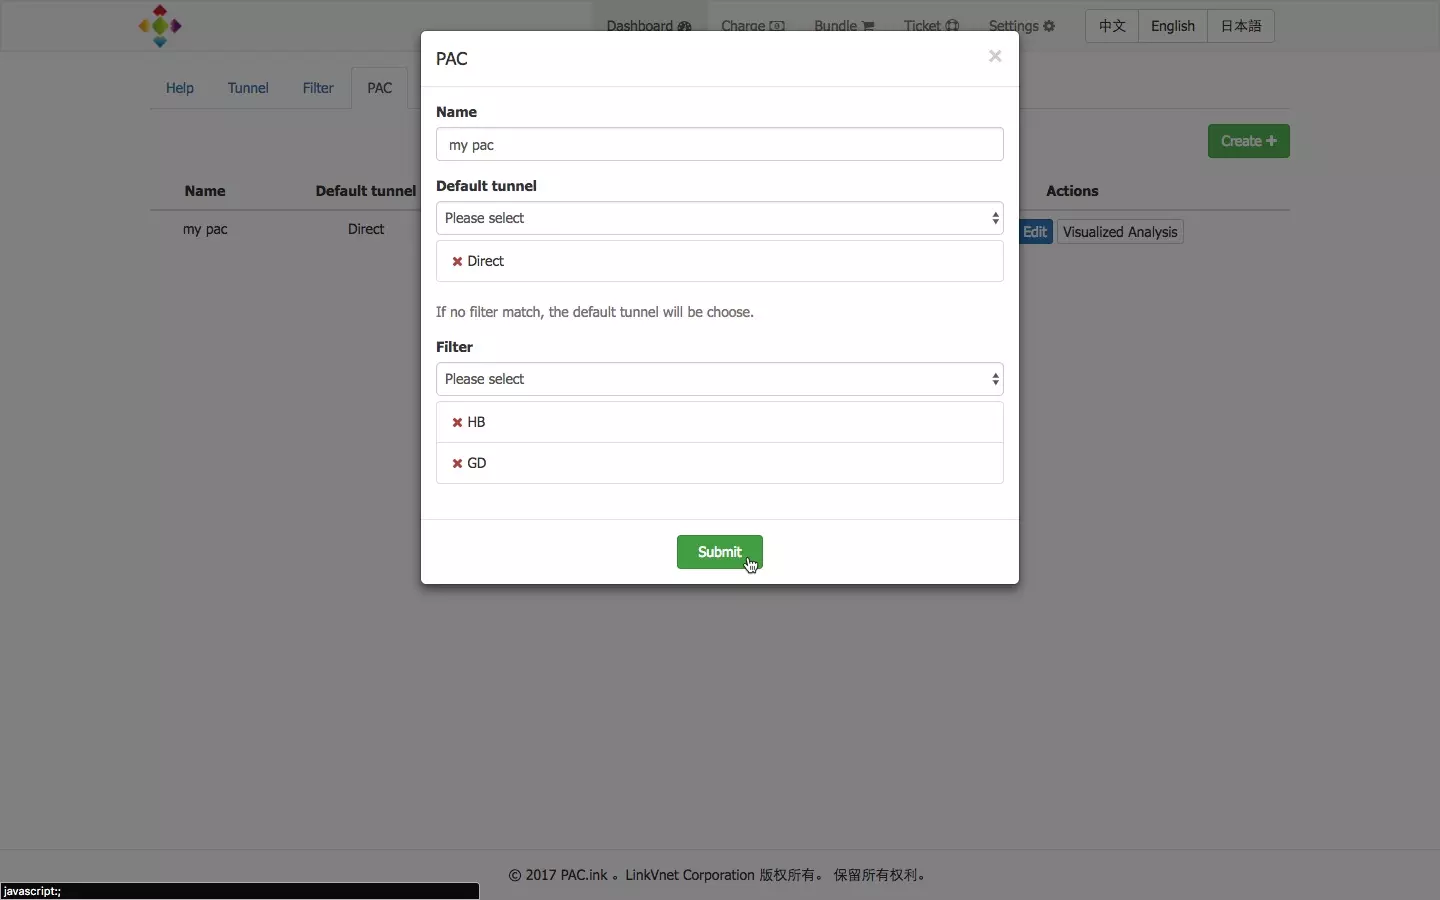 Dashboard Charge Bundle Ticket Settings 中文 English 日本語
PAC ×
Help Tunnel Filter PAC
Name
my pac
Create
Default tunnel
Name Default tunnel Actions
Please select
my pac Direct Edit Visualized Analysis
Direct
If no filter match, the default tunnel will be choose.
Filter
Please select
HB
GD
Submit
© 2017 PAC.ink 。LinkVnet Corporation 版权所有。 保留所有权利。
javascript:;